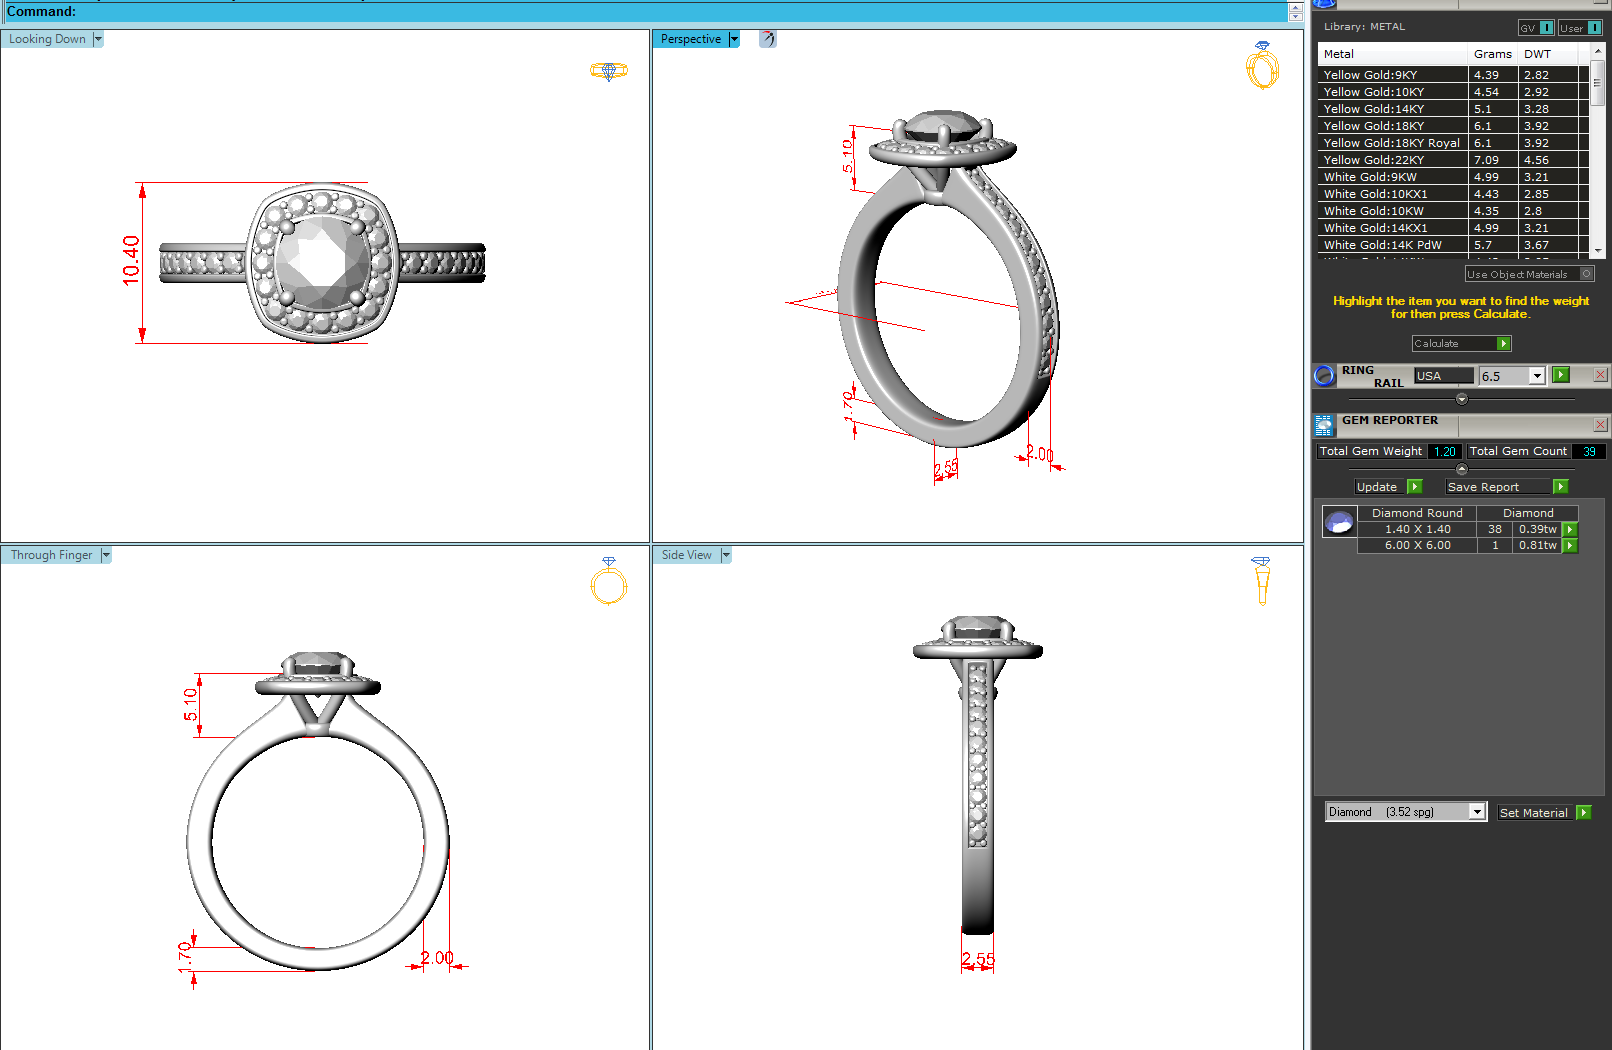 Command:
Looking Down
10.40
Perspective
5.10
1.70
2.55
2.00
Through Finger
5.10
1.70
2.00
Side View
2.55
Library: METAL
GV I User I
Metal Grams DWT
Yellow Gold:9KY 4.39 2.82
Yellow Gold:10KY 4.54 2.92
Yellow Gold:14KY 5.1 3.28
Yellow Gold:18KY 6.1 3.92
Yellow Gold:18KY Royal 6.1 3.92
Yellow Gold:22KY 7.09 4.56
White Gold:9KW 4.99 3.21
White Gold:10KX1 4.43 2.85
White Gold:10KW 4.35 2.8
White Gold:14KX1 4.99 3.21
White Gold:14K PdW 5.7 3.67
Use Object Materials O
Highlight the item you want to find the weight
for then press Calculate.
Calculate
RING
RAIL USA 6.5
GEM REPORTER
Total Gem Weight 1.20 Total Gem Count 39
Update Save Report
Diamond Round Diamond
1.40 X 1.40 38 0.39tw
6.00 X 6.00 1 0.81tw
Diamond (3.52 spg) Set Material